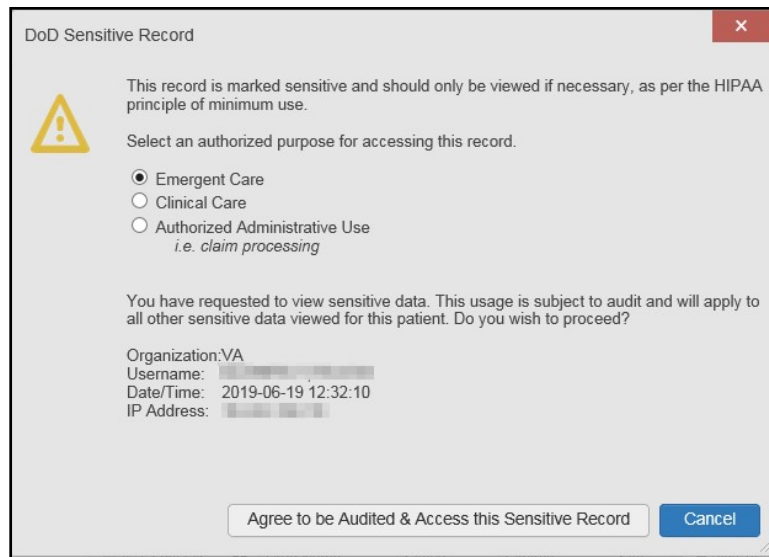 DoD Sensitive Record
This record is marked sensitive and should only be viewed if necessary, as per the HIPAA
principle of minimum use.
Select an authorized purpose for accessing this record.
Emergent Care
Clinical Care
Authorized Administrative Use
i.e. claim processing
You have requested to view sensitive data. This usage is subject to audit and will apply to
all other sensitive data viewed for this patient. Do you wish to proceed?
Organization:VA
Username:
Date/Time: 2019-06-19 12:32:10
IP Address:
Agree to be Audited & Access this Sensitive Record
Cancel